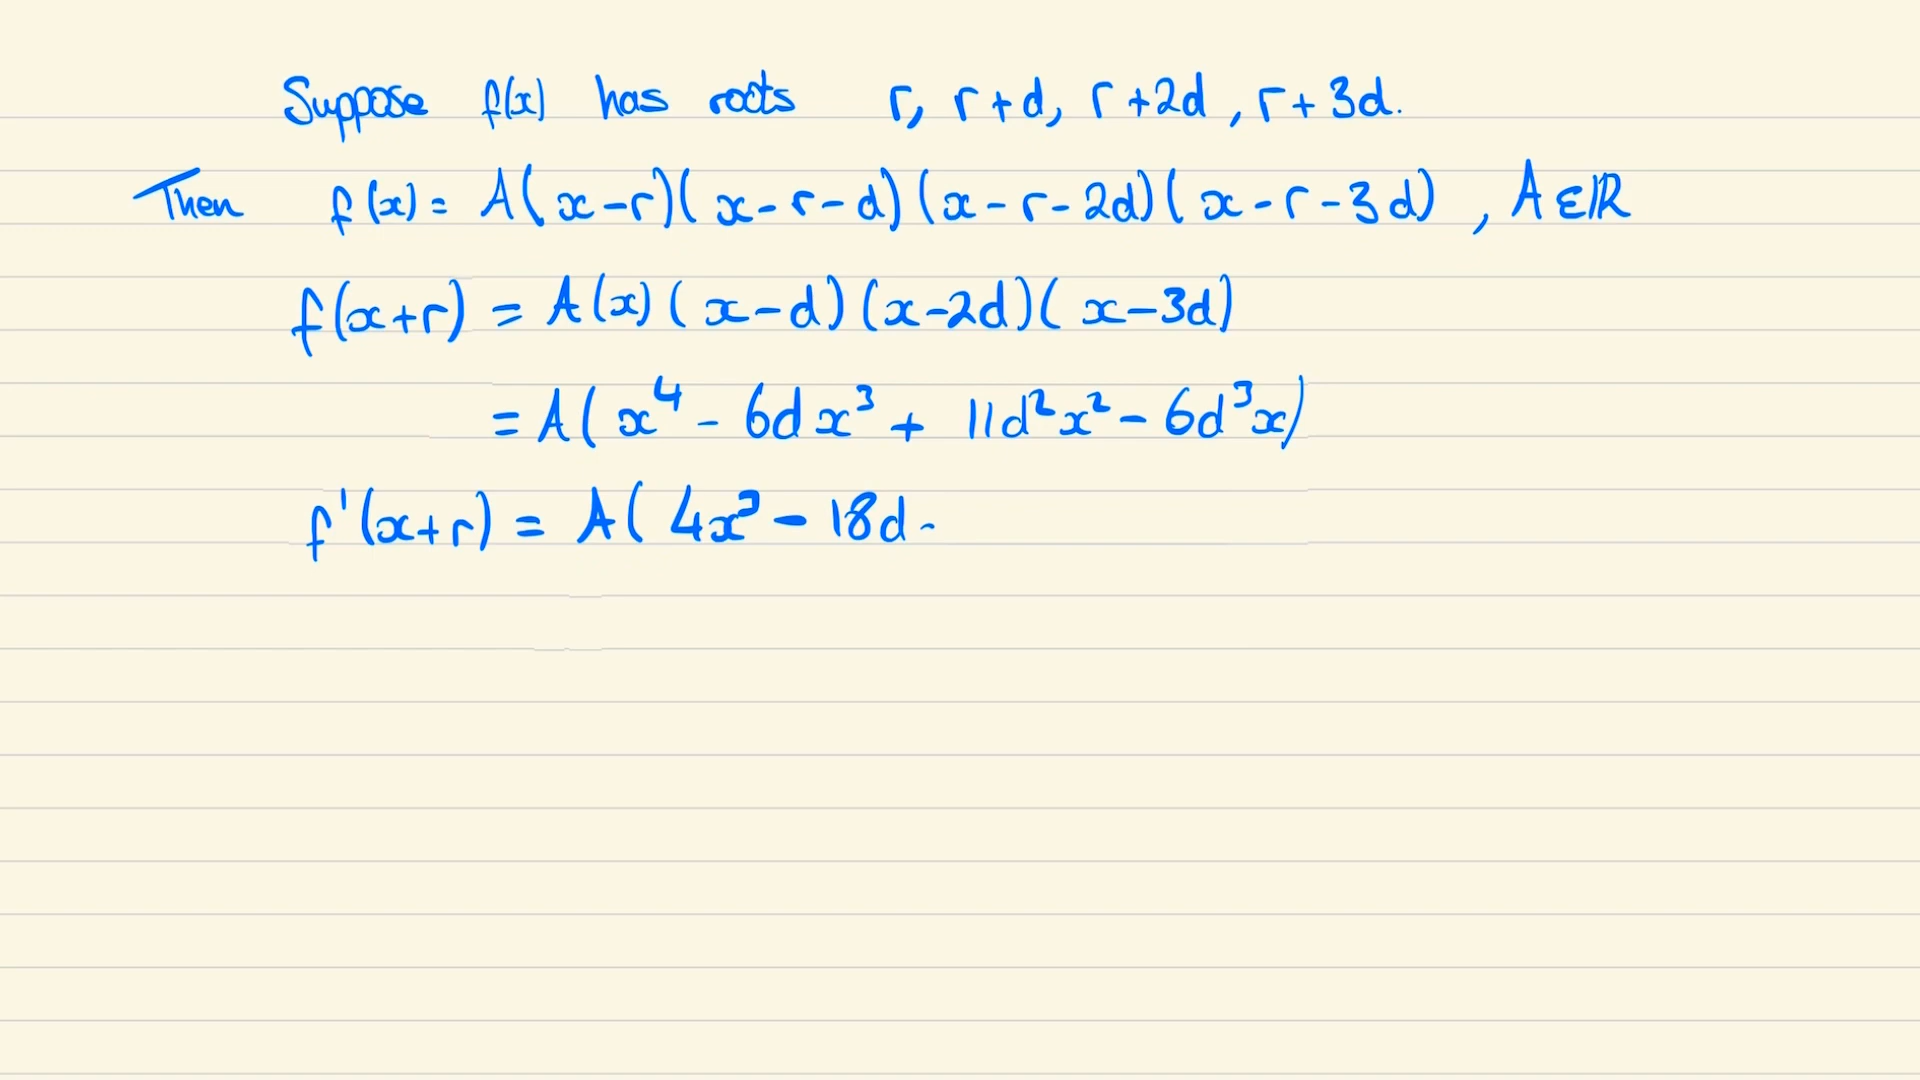 Suppose f(x) has roots r, r+d, r+2d, r+3d.
Then f(x) = A(x-r)(x-r-d)(x-r-2d)(x-r-3d), A∈ℝ
f(x+r) = A(x)(x-d)(x-2d)(x-3d)
= A(x⁴ - 6dx³ + 11d²x² - 6d³x)
f'(x+r) = A(4x³ - 18d